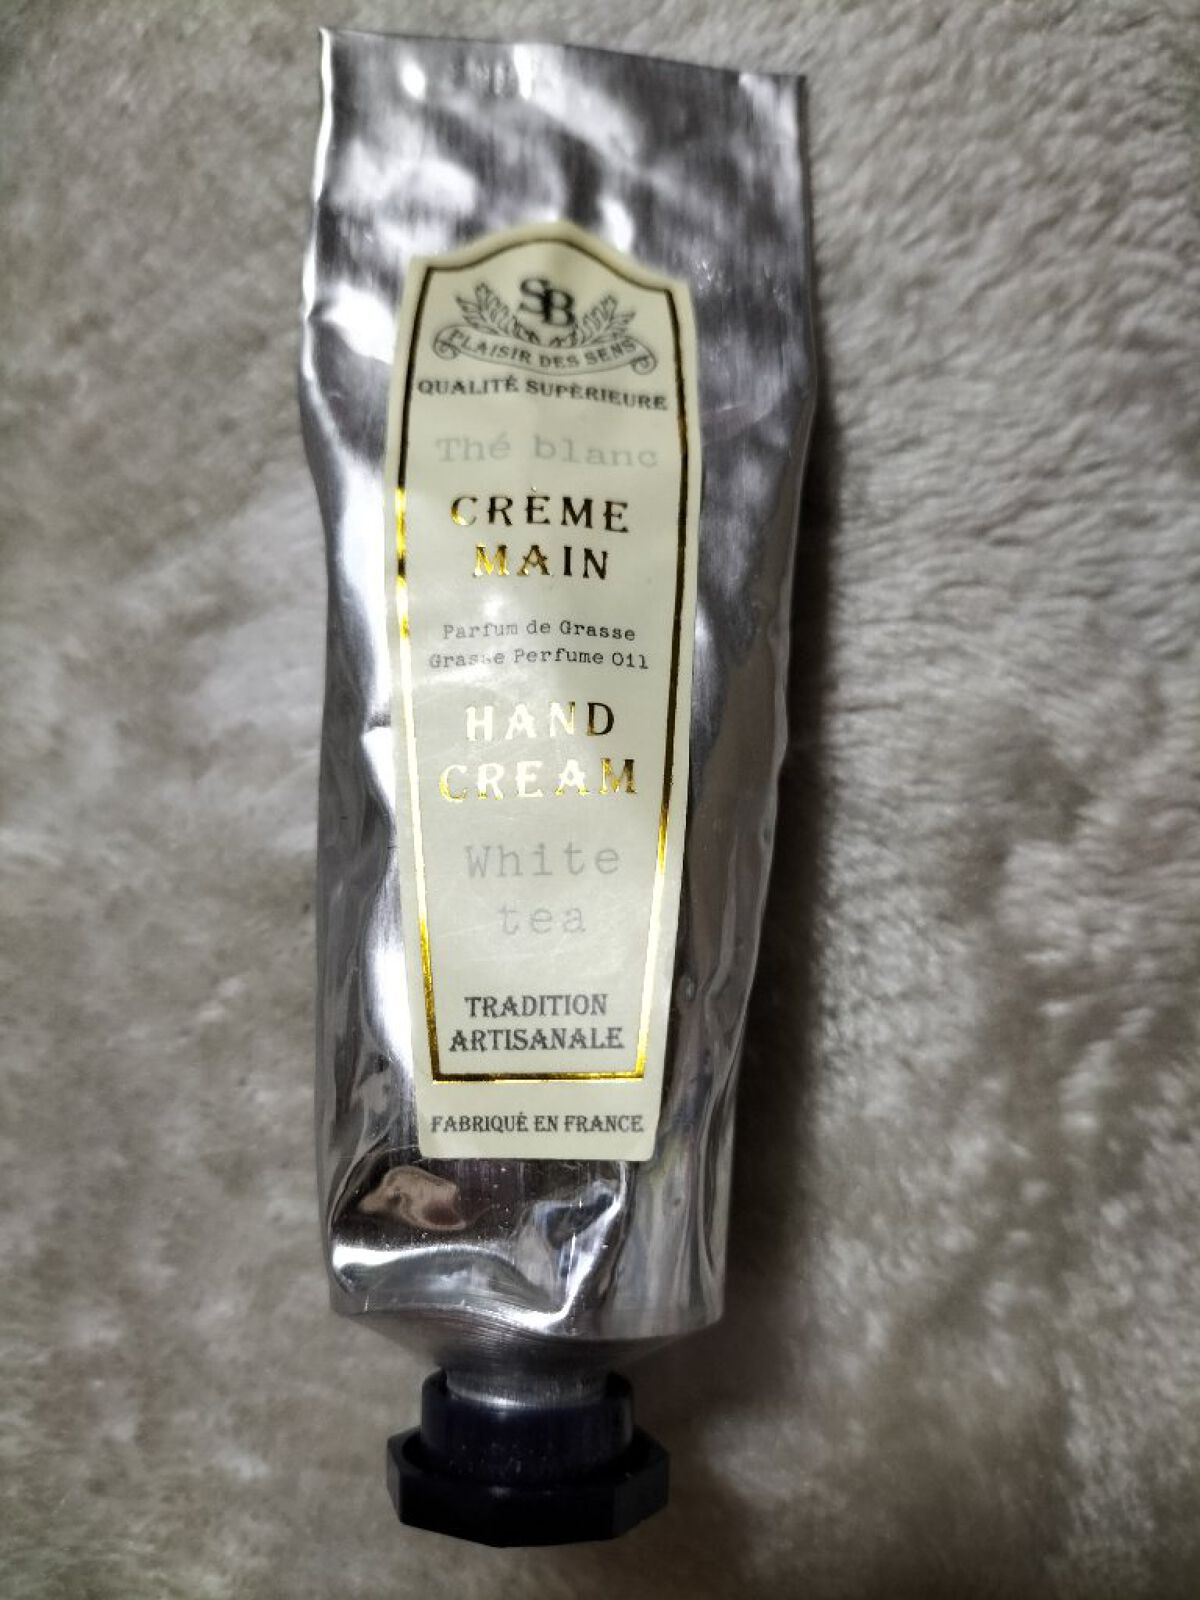 SB
PLAISIR DES SENS
QUALITÉ SUPÈRIEURE
Thé blanc
CRÈME
MAIN
Parfum de Grasse
Grasse Perfume Oil
HAND
CREAM
White
tea
TRADITION
ARTISANALE
FABRIQUÉ EN FRANCE